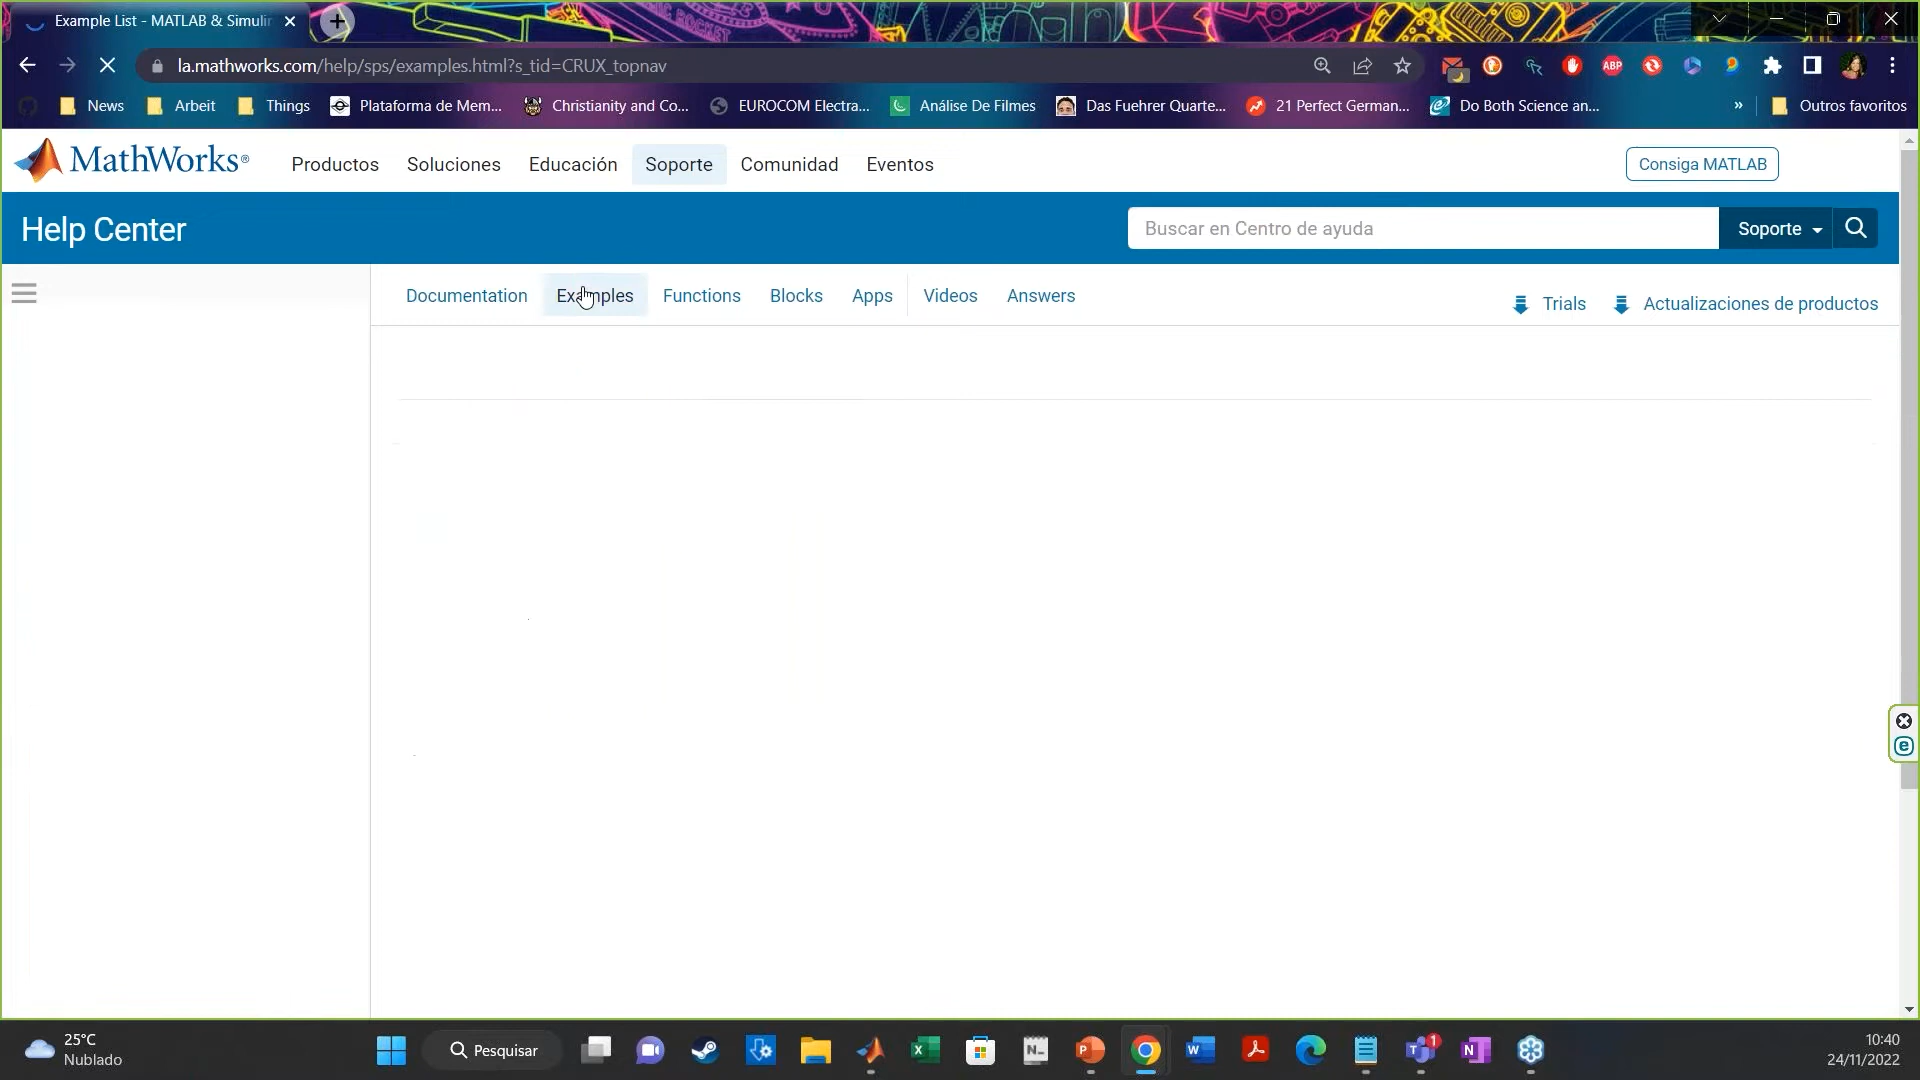 Example List - MATLAB & Simulin
la.mathworks.com/help/sps/examples.html?s_tid=CRUX_topnav
ABP
News
Arbeit
Things
Plataforma de Mem...
Christianity and Co...
EUROCOM Electra...
Análise De Filmes
Das Fuehrer Quarte...
21 Perfect German...
Do Both Science an...
»
Outros favoritos
MathWorks®
Productos
Soluciones
Educación
Soporte
Comunidad
Eventos
Consiga MATLAB
Help Center
Buscar en Centro de ayuda
Soporte
Documentation
Examples
Functions
Blocks
Apps
Videos
Answers
Trials
Actualizaciones de productos
25°C
Nublado
Pesquisar
1
10:40
24/11/2022